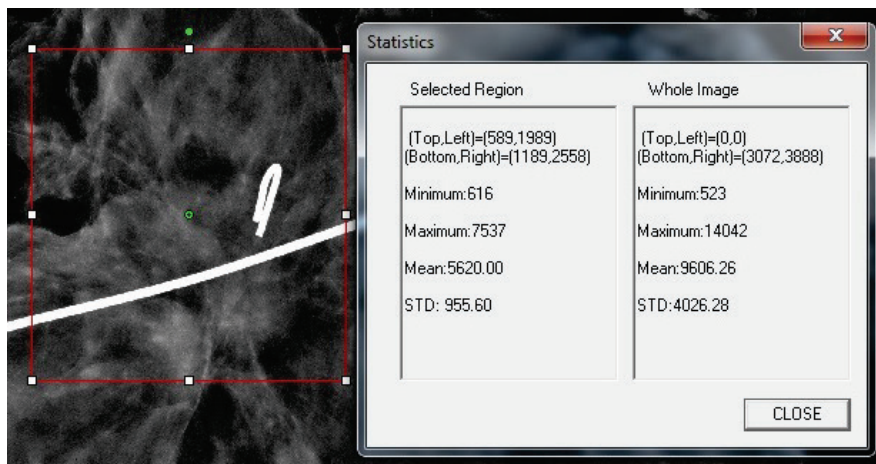 Statistics
Selected Region
(Top,Left)=(589,1989)
(Bottom,Right)=(1189,2558)
Minimum:616
Maximum:7537
Mean:5620.00
STD: 955.60
Whole Image
(Top,Left)=(0,0)
(Bottom,Right)=(3072,3888)
Minimum:523
Maximum:14042
Mean:9606.26
STD:4026.28
CLOSE